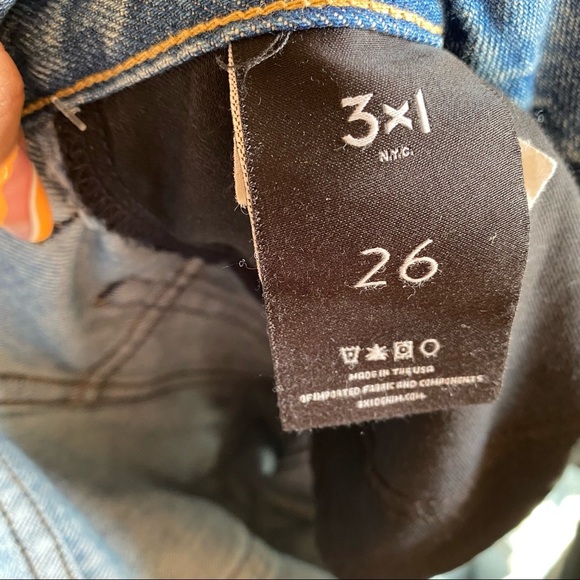 3x1
N.Y.C.
26
MADE IN THE USA
OF IMPORTED FABRIC AND COMPONENTS
3X1DENIM.COM